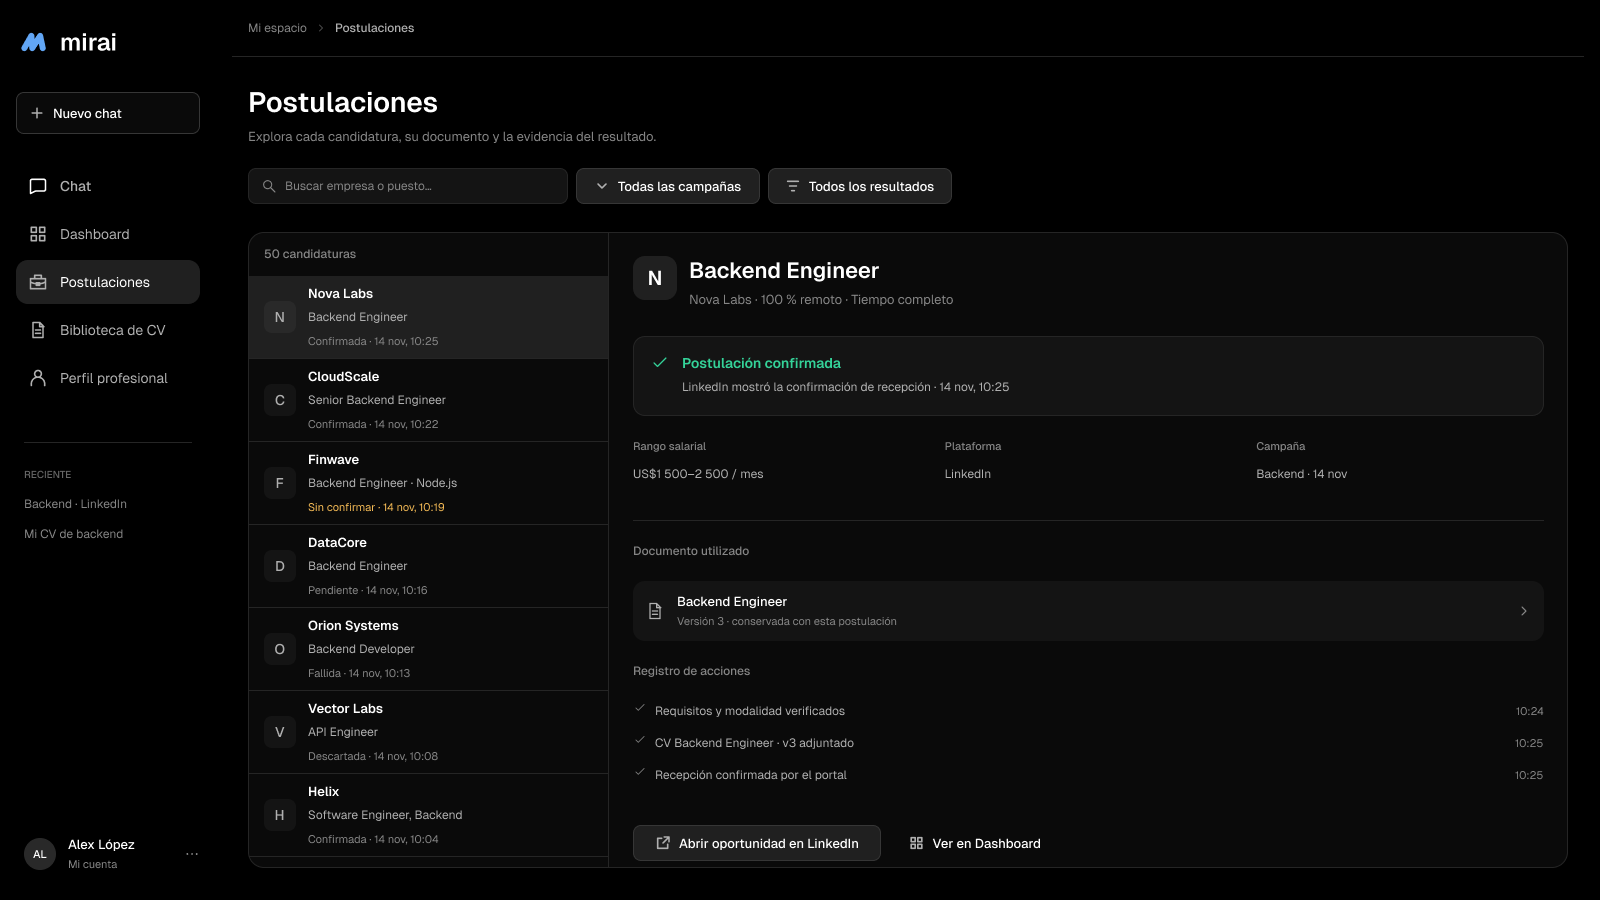 mirai
Nuevo chat
Chat
Dashboard
Postulaciones
Biblioteca de CV
Perfil profesional
RECIENTE
Backend · LinkedIn
Mi CV de backend
AL
Alex López
Mi cuenta
Mi espacio
Postulaciones
Postulaciones
Explora cada candidatura, su documento y la evidencia del resultado.
Buscar empresa o puesto...
Todas las campañas
Todos los resultados
50 candidaturas
N
Nova Labs
Backend Engineer
Confirmada · 14 nov, 10:25
C
CloudScale
Senior Backend Engineer
Confirmada · 14 nov, 10:22
F
Finwave
Backend Engineer · Node.js
Sin confirmar · 14 nov, 10:19
D
DataCore
Backend Engineer
Pendiente · 14 nov, 10:16
O
Orion Systems
Backend Developer
Fallida · 14 nov, 10:13
V
Vector Labs
API Engineer
Descartada · 14 nov, 10:08
H
Helix
Software Engineer, Backend
Confirmada · 14 nov, 10:04
N
Backend Engineer
Nova Labs · 100 % remoto · Tiempo completo
Postulación confirmada
LinkedIn mostró la confirmación de recepción · 14 nov, 10:25
Rango salarial
US$1 500–2 500 / mes
Plataforma
LinkedIn
Campaña
Backend · 14 nov
Documento utilizado
Backend Engineer
Versión 3 · conservada con esta postulación
Registro de acciones
Requisitos y modalidad verificados 10:24
CV Backend Engineer · v3 adjuntado 10:25
Recepción confirmada por el portal 10:25
Abrir oportunidad en LinkedIn
Ver en Dashboard